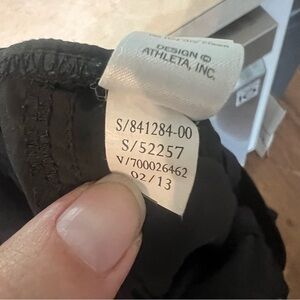 DESIGN ©
ATHLETA, INC.
S/841284-00
S/52257
V/700026462
02/13